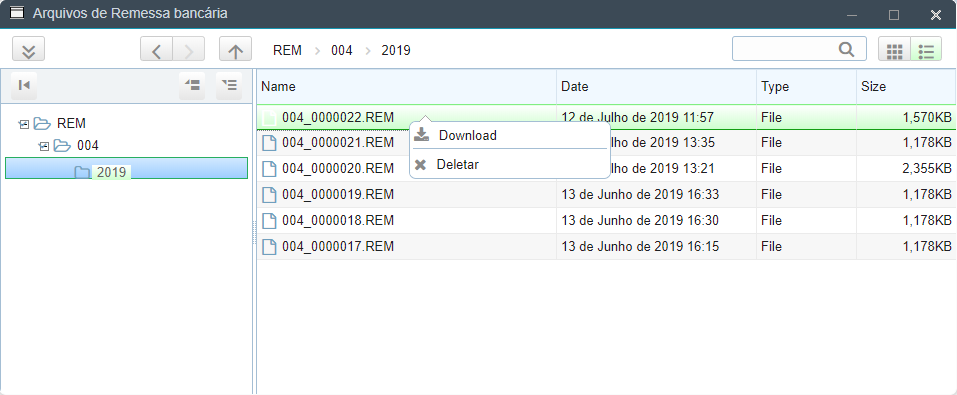 Arquivos de Remessa bancária
REM 004 2019
Name Date Type Size
REM
004
2019
004_0000022.REM 12 de Julho de 2019 11:57 File 1,570KB
Download
004_0000021.REM lho de 2019 13:35 File 1,178KB
Deletar
004_0000020.REM lho de 2019 13:21 File 2,355KB
004_0000019.REM 13 de Junho de 2019 16:33 File 1,178KB
004_0000018.REM 13 de Junho de 2019 16:30 File 1,178KB
004_0000017.REM 13 de Junho de 2019 16:15 File 1,178KB